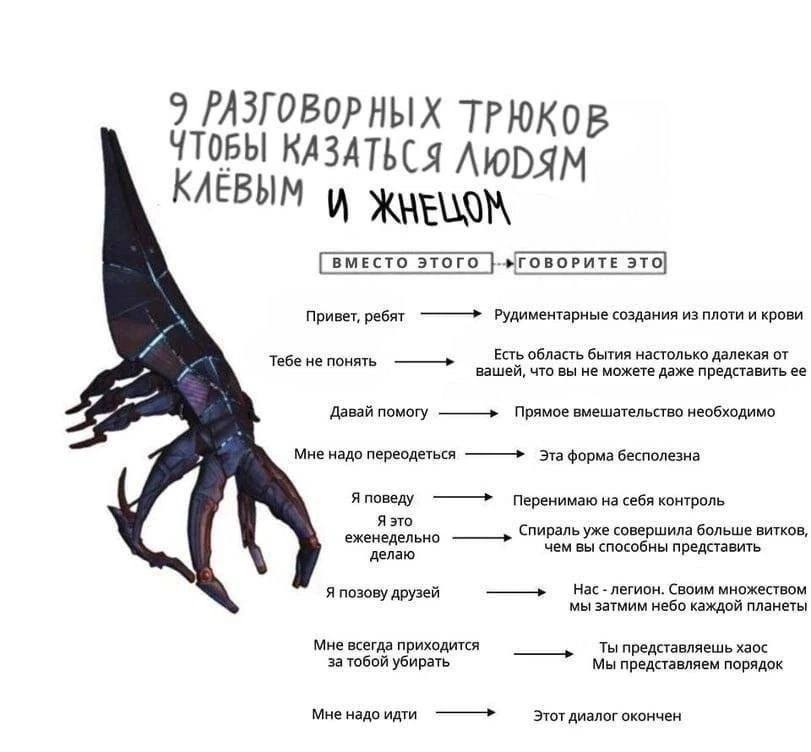 9 РАЗГОВОРНЫХ ТРЮКОВ
ЧТОБЫ КАЗАТЬСЯ ЛЮДЯМ
КЛЁВЫМ И ЖНЕЦОМ
ВМЕСТО ЭТОГО ГОВОРИТЕ ЭТО
Привет, ребят Рудиментарные создания из плоти и крови
Тебе не понять Есть область бытия настолько далекая от
вашей, что вы не можете даже представить ее
Давай помогу Прямое вмешательство необходимо
Мне надо переодеться Эта форма бесполезна
Я поведу Перенимаю на себя контроль
Я это
еженедельно
делаю
Спираль уже совершила больше витков,
чем вы способны представить
Я позову друзей Нас - легион. Своим множеством
мы затмим небо каждой планеты
Мне всегда приходится
за тобой убирать
Ты представляешь хаос
Мы представляем порядок
Мне надо идти Этот диалог окончен